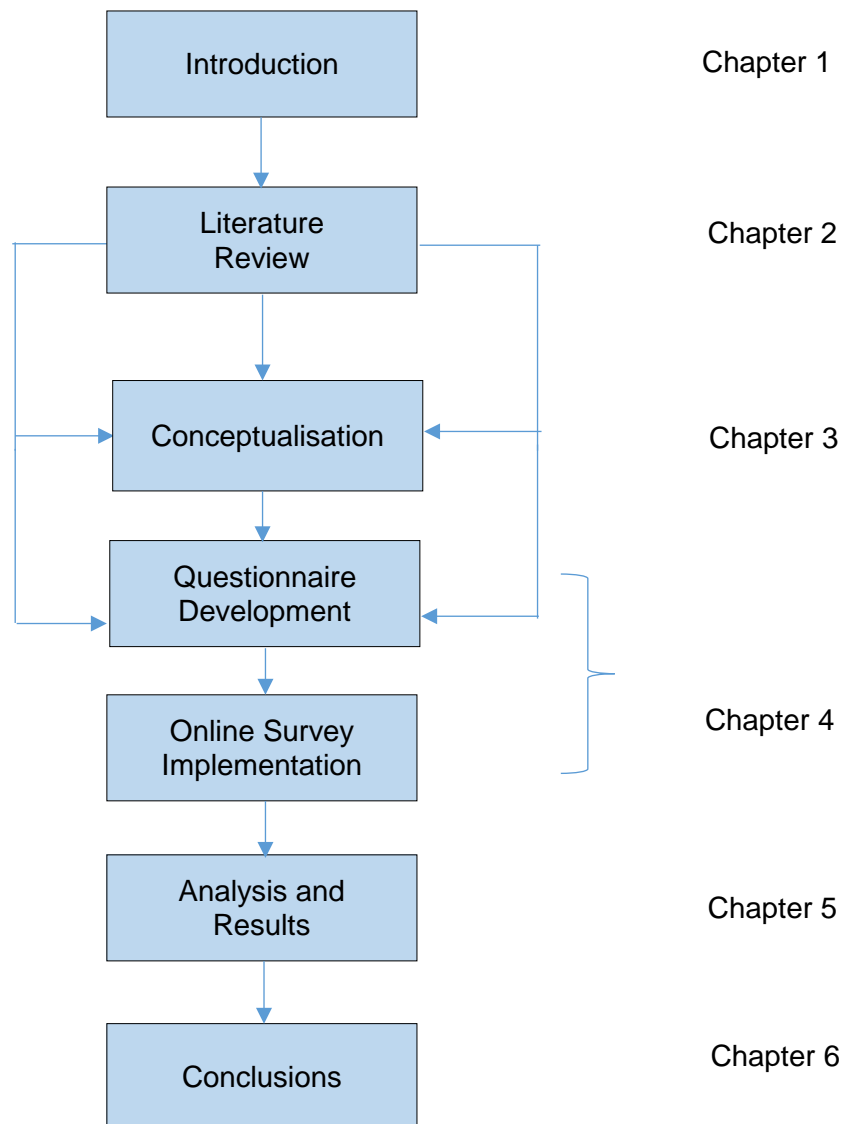 Introduction
Chapter 1
Literature
Review
Chapter 2
Conceptualisation
Chapter 3
Questionnaire
Development
Online Survey
Implementation
Chapter 4
Analysis and
Results
Chapter 5
Conclusions
Chapter 6